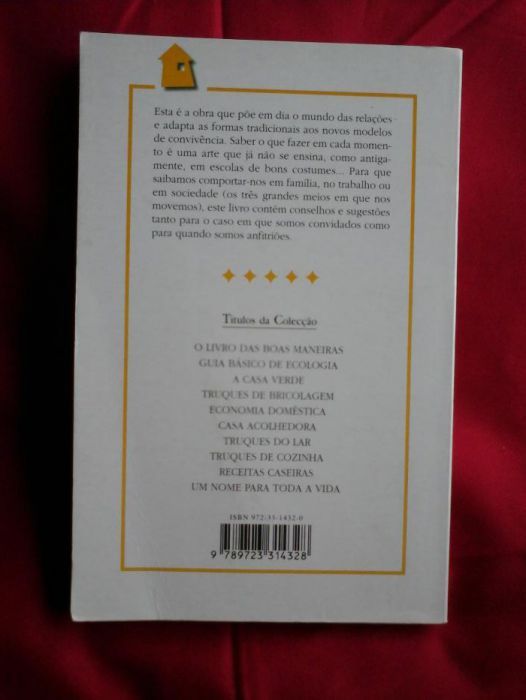 Esta é a obra que põe em dia o mundo das relações
e adapta as formas tradicionais aos novos modelos
de convivência. Saber o que fazer em cada momen-
to é uma arte que já não se ensina, como antiga-
mente, em escolas de bons costumes... Para que
saibamos comportar-nos em família, no trabalho ou
em sociedade (os três grandes meios em que nos
movemos), este livro contém conselhos e sugestões
tanto para o caso em que somos convidados como
para quando somos anfitriões.
Títulos da Colecção
O LIVRO DAS BOAS MANEIRAS
GUIA BÁSICO DE ECOLOGIA
A CASA VERDE
TRUQUES DE BRICOLAGEM
ECONOMIA DOMÉSTICA
CASA ACOLHEDORA
TRUQUES DO LAR
TRUQUES DE COZINHA
RECEITAS CASEIRAS
UM NOME PARA TODA A VIDA
ISBN 972-33-1432-0
9 789723 314328